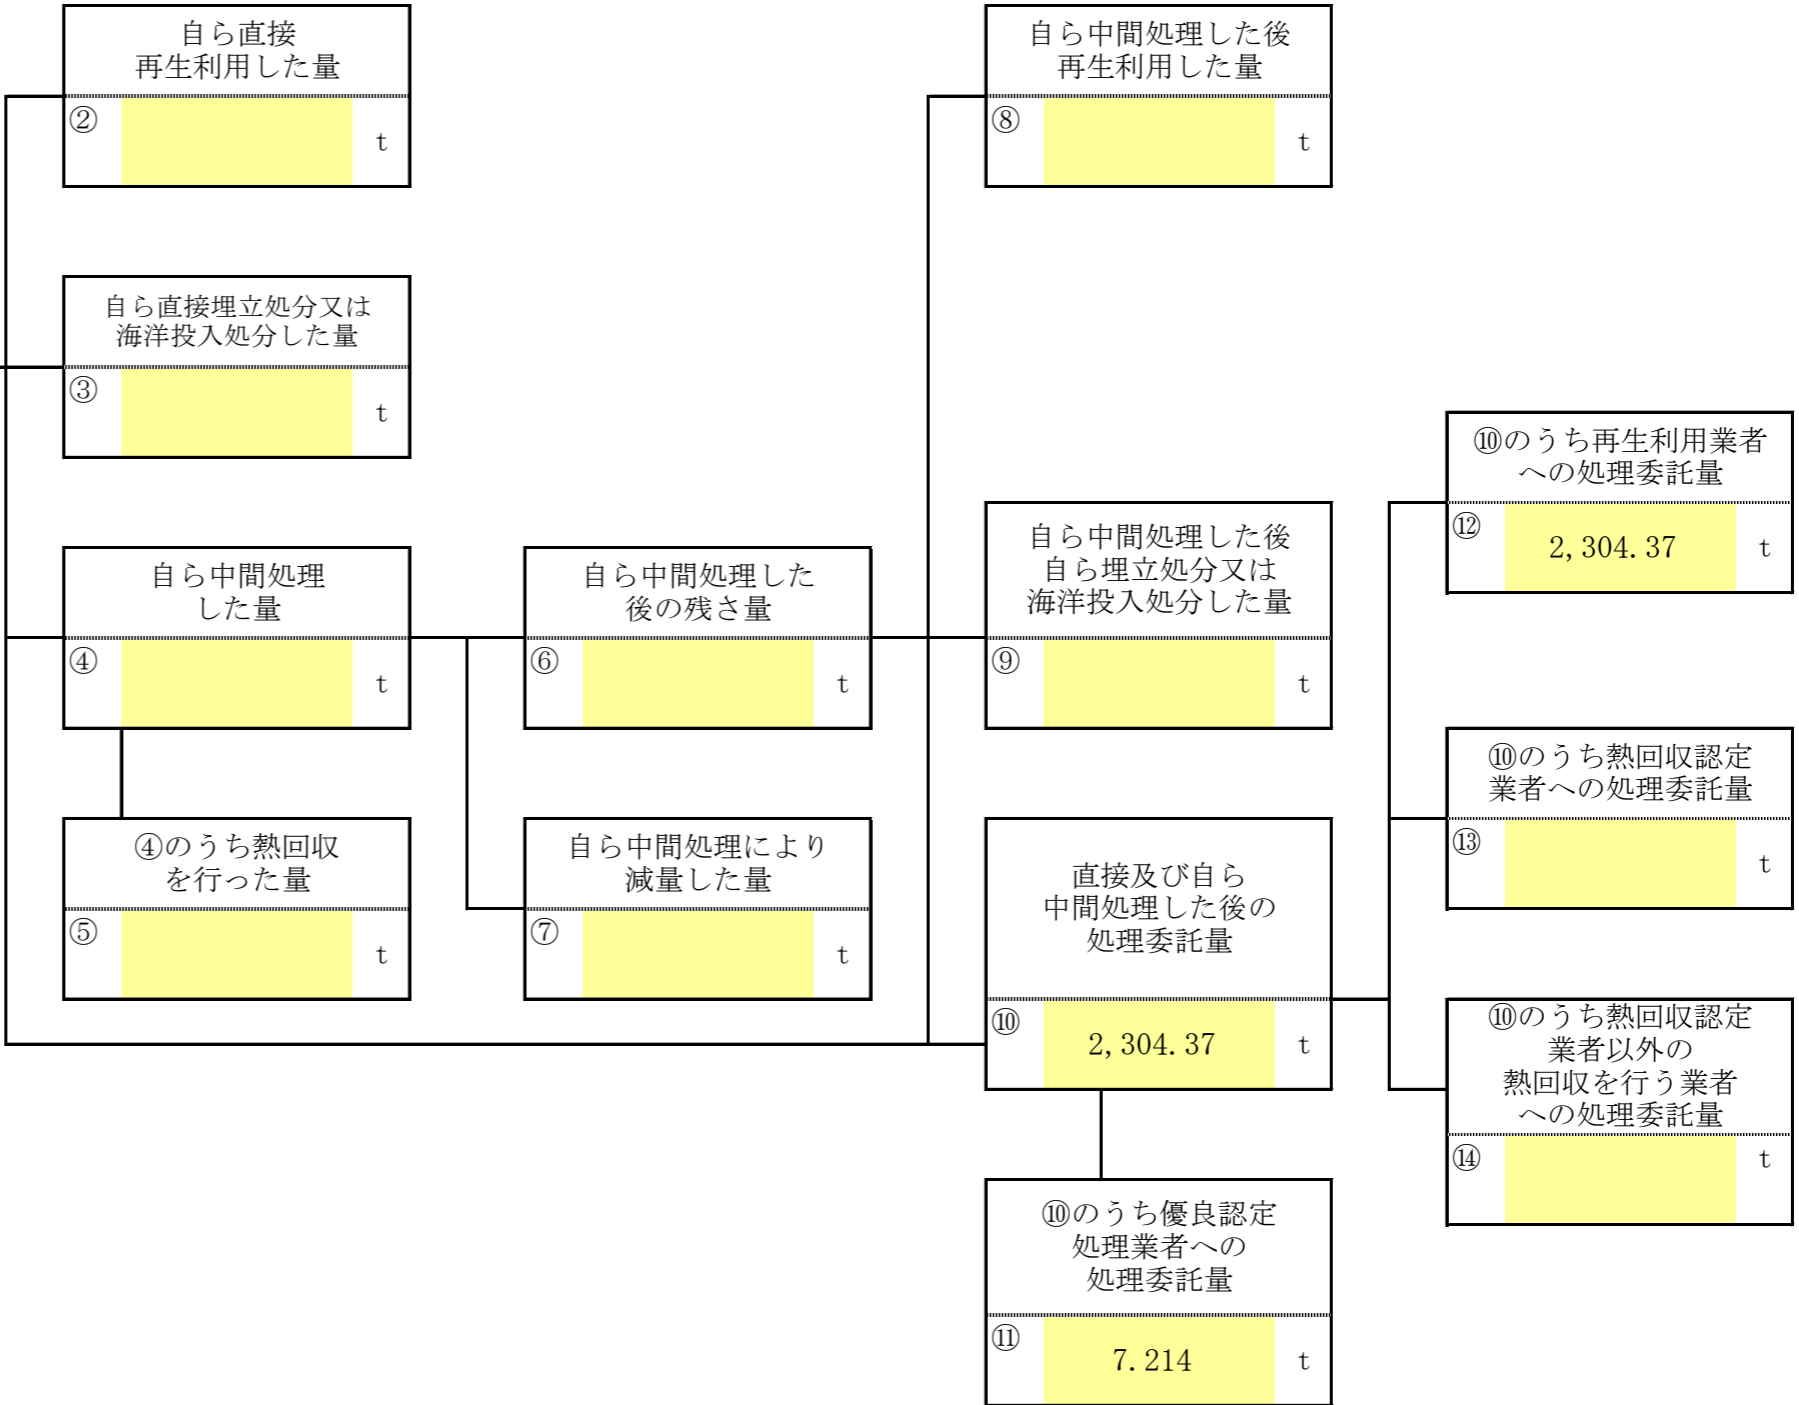 自ら直接
再生利用した量
②
t
自ら中間処理した後
再生利用した量
⑧
t
自ら直接埋立処分又は
海洋投入処分した量
③
t
自ら中間処理
した量
④
t
自ら中間処理した
後の残さ量
⑥
t
自ら中間処理した後
自ら埋立処分又は
海洋投入処分した量
⑨
t
⑩のうち再生利用業者
への処理委託量
⑫
2,304.37
t
④のうち熱回収
を行った量
⑤
t
自ら中間処理により
減量した量
⑦
t
直接及び自ら
中間処理した後の
処理委託量
⑩
2,304.37
t
⑩のうち熱回収認定
業者への処理委託量
⑬
t
⑩のうち熱回収認定
業者以外の
熱回収を行う業者
への処理委託量
⑭
t
⑩のうち優良認定
処理業者への
処理委託量
⑪
7.214
t